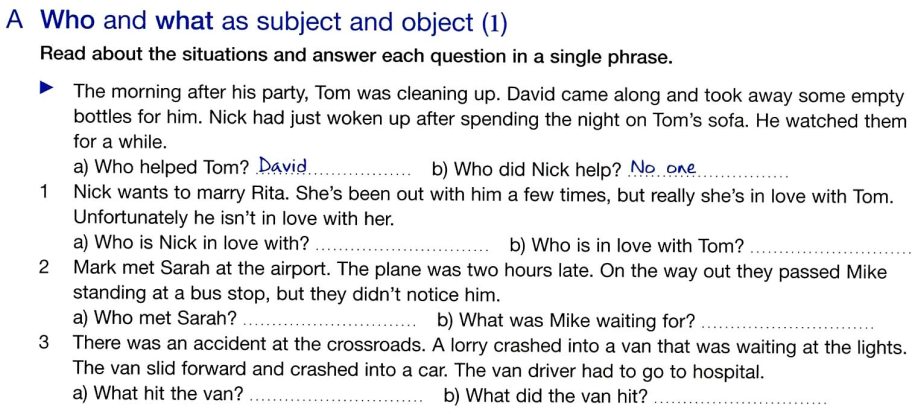 A Who and what as subject and object (1)
Read about the situations and answer each question in a single phrase.
► The morning after his party, Tom was cleaning up. David came along and took away some empty
bottles for him. Nick had just woken up after spending the night on Tom's sofa. He watched them
for a while.
a) Who helped Tom? David b) Who did Nick help? No one
1 Nick wants to marry Rita. She's been out with him a few times, but really she's in love with Tom.
Unfortunately he isn't in love with her.
a) Who is Nick in love with? .............................. b) Who is in love with Tom? ..............................
2 Mark met Sarah at the airport. The plane was two hours late. On the way out they passed Mike
standing at a bus stop, but they didn't notice him.
a) Who met Sarah? .............................. b) What was Mike waiting for? ..............................
3 There was an accident at the crossroads. A lorry crashed into a van that was waiting at the lights.
The van slid forward and crashed into a car. The van driver had to go to hospital.
a) What hit the van? .............................. b) What did the van hit? ..............................